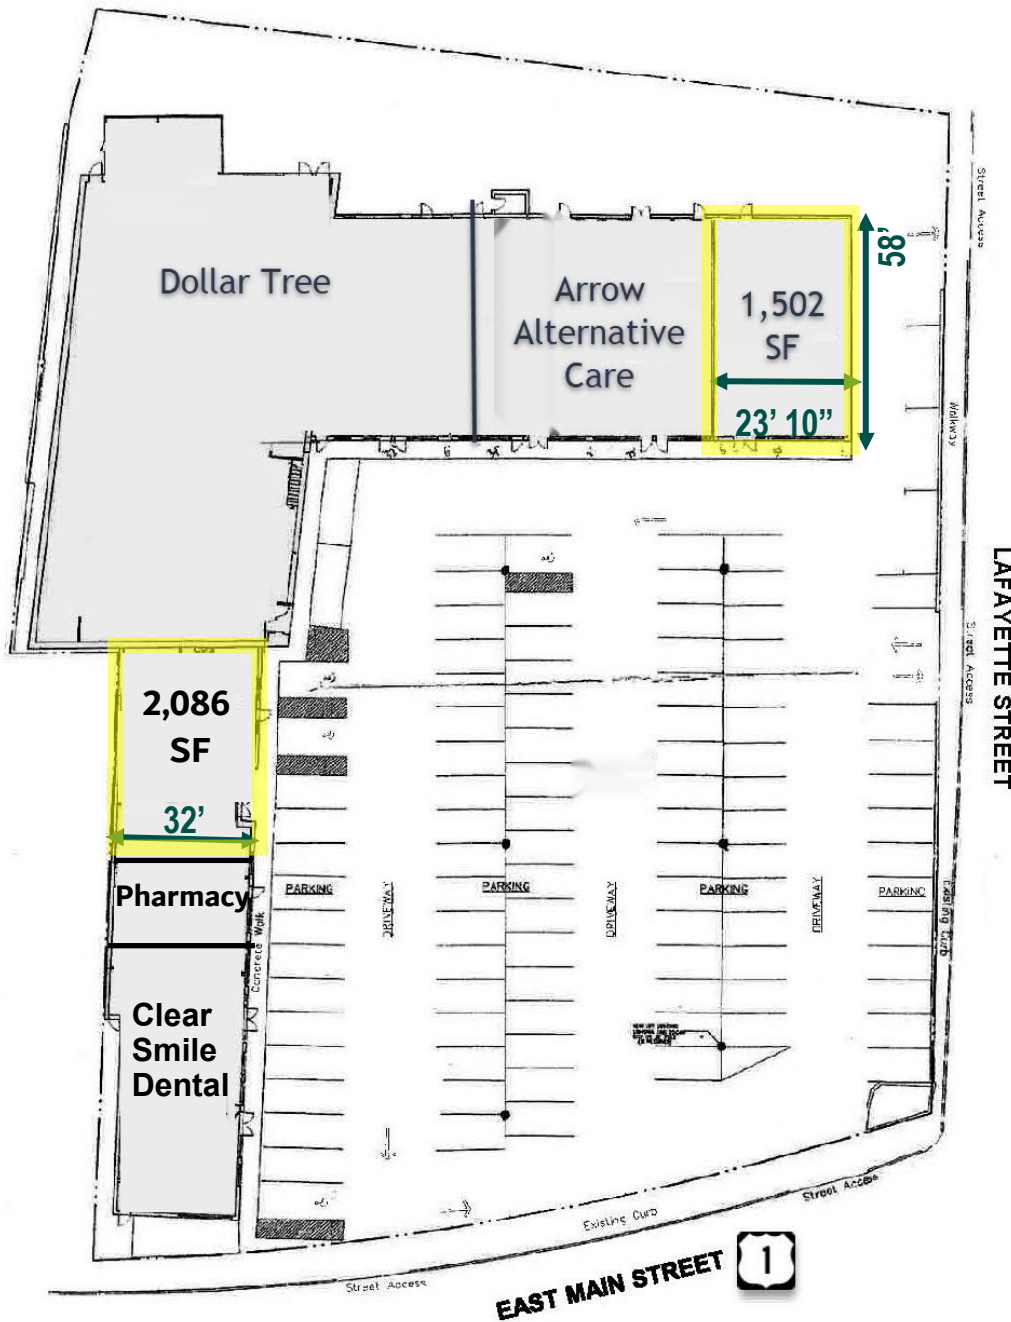 Street Access
58'
Dollar Tree
Arrow
Alternative
Care
1,502
SF
23' 10”
Walkway
LAFAYETTE STREET
Street Access
2,086
SF
32’
Pharmacy
PARKING
DRIVEWAY
PARKING
DRIVEWAY
PARKING
DRIVEWAY
PARKING
Existing Curb
Concrete Walk
Clear
Smile
Dental
Street Access
Existing Curb
Street Access
EAST MAIN STREET
1